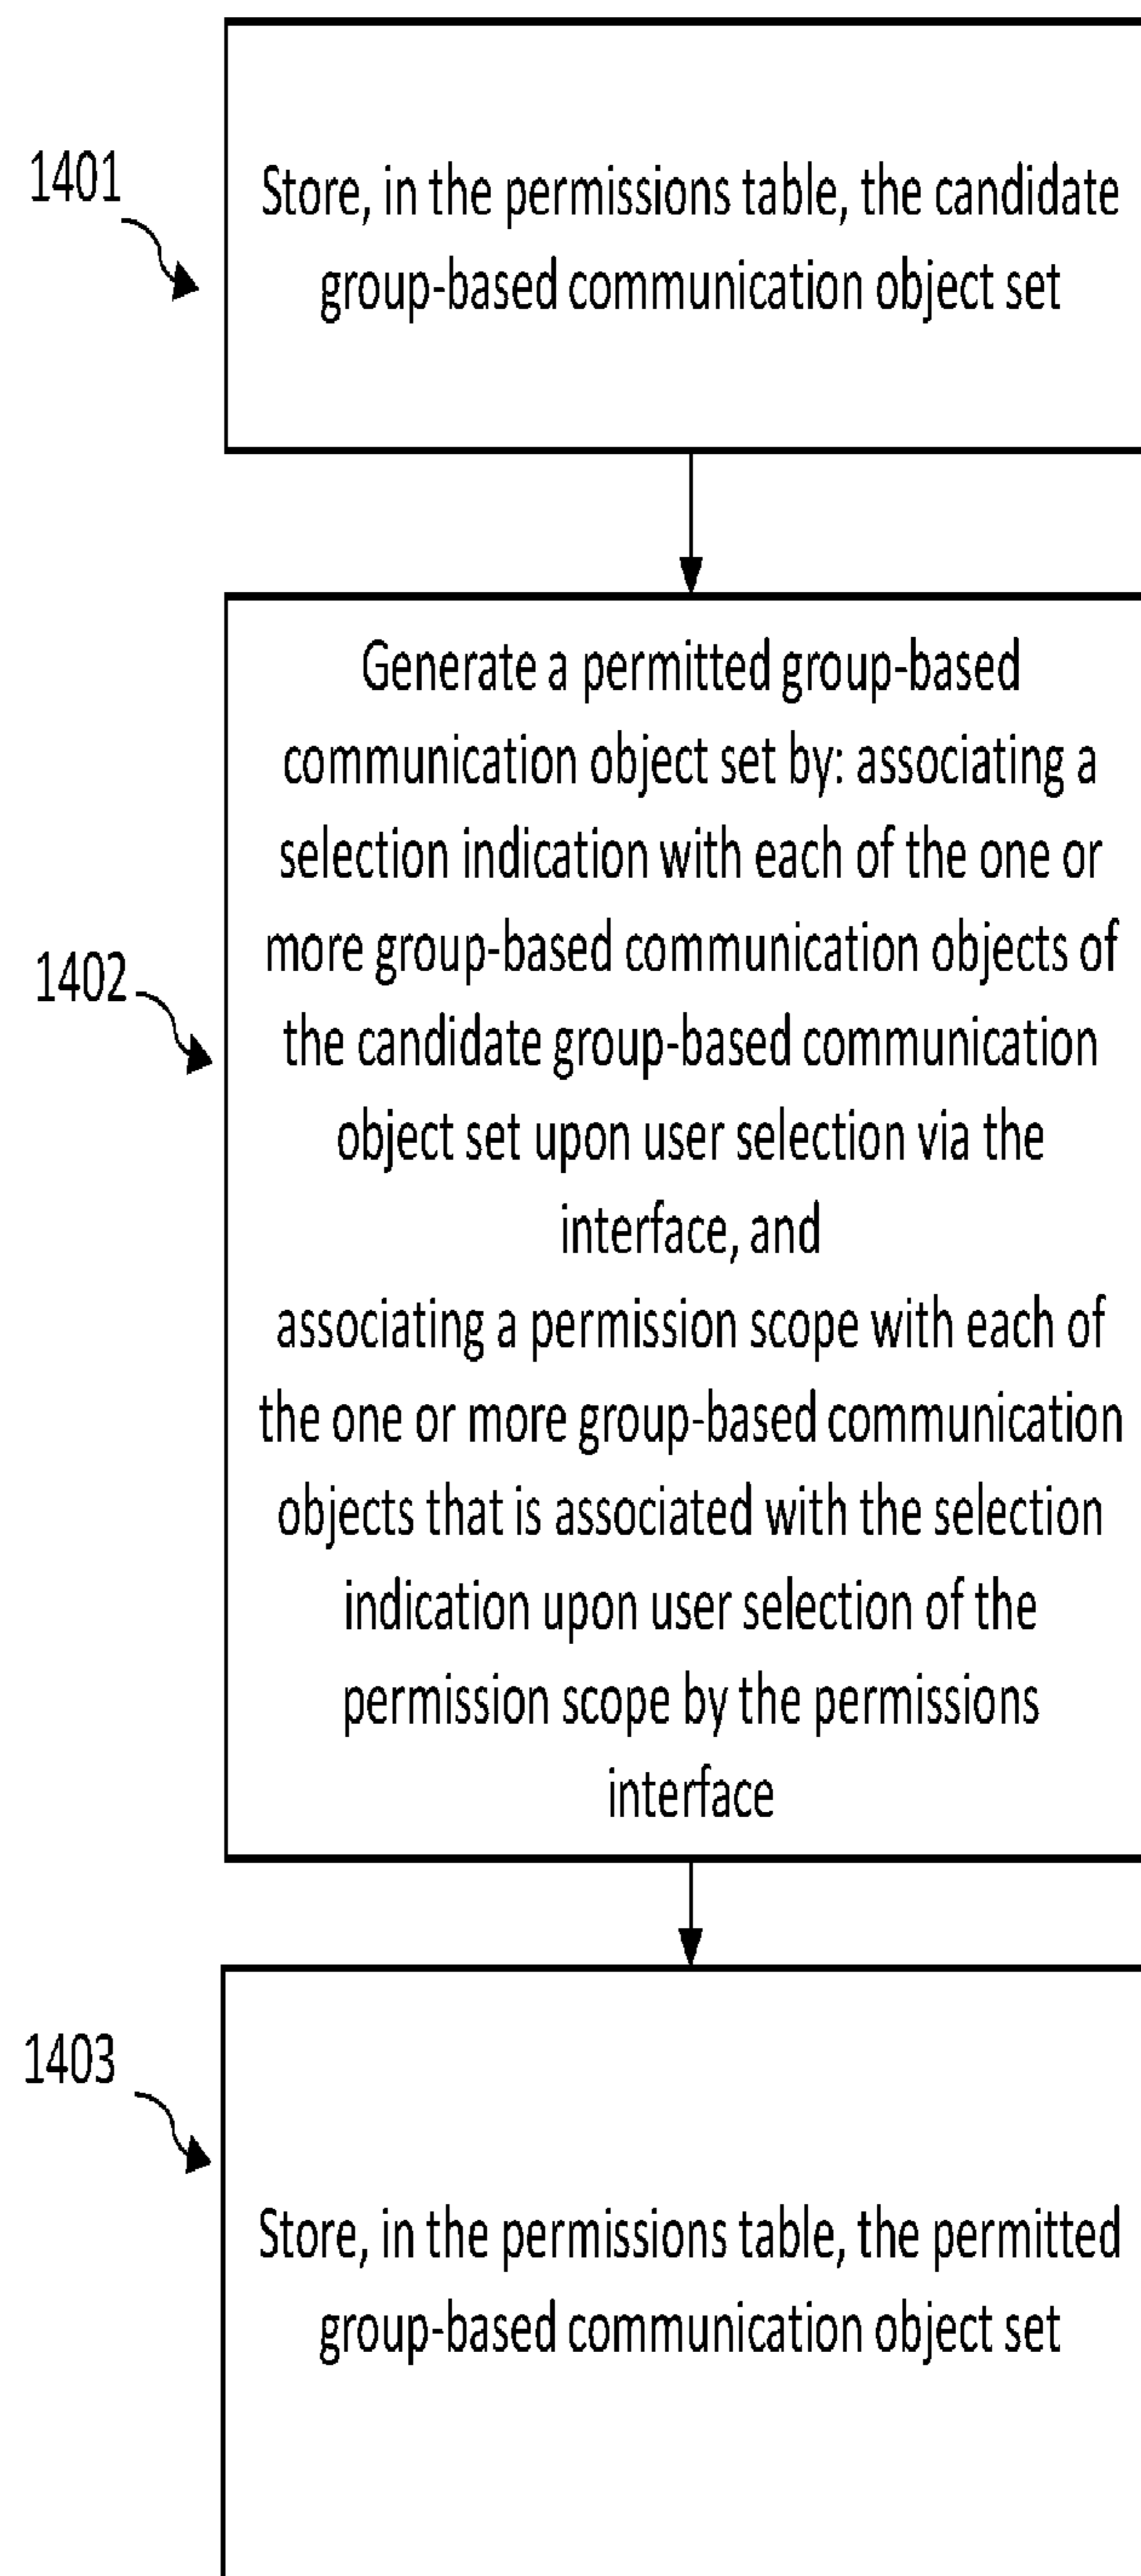 1401
Store, in the permissions table, the candidate
group-based communication object set
1402
Generate a permitted group-based
communication object set by: associating a
selection indication with each of the one or
more group-based communication objects of
the candidate group-based communication
object set upon user selection via the
interface, and
associating a permission scope with each of
the one or more group-based communication
objects that is associated with the selection
indication upon user selection of the
permission scope by the permissions
interface
1403
Store, in the permissions table, the permitted
group-based communication object set